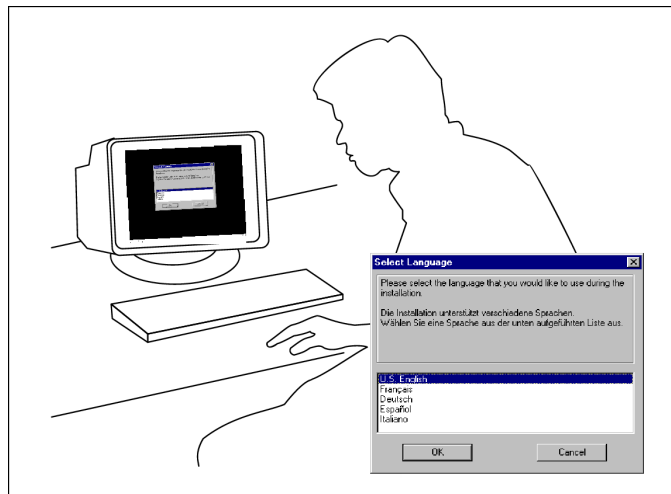 Select Language
Please select the language that you would like to use during the
installation.
Die Installation unterstützt verschiedene Sprachen.
Wählen Sie eine Sprache aus der unten aufgeführten Liste aus.
U.S. English
Français
Deutsch
Español
Italiano
OK
Cancel